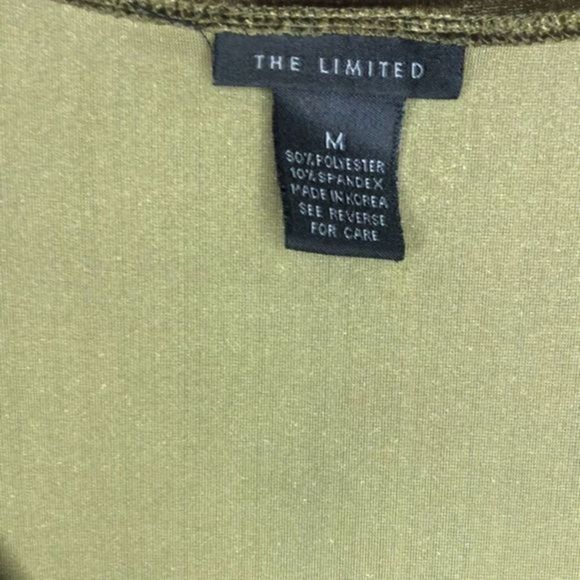 THE LIMITED
M
90% POLYESTER
10% SPANDEX
MADE IN KOREA
SEE REVERSE
FOR CARE